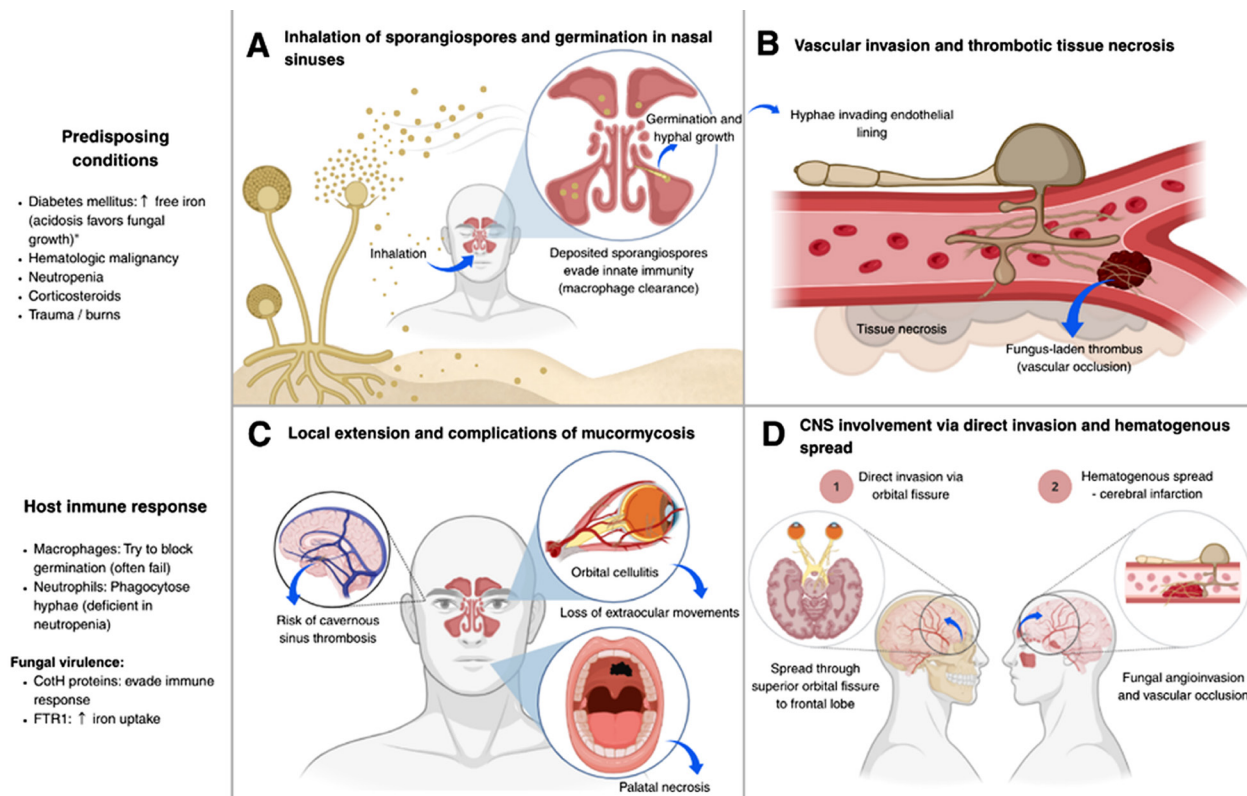 Predisposing
conditions
• Diabetes mellitus: ↑ free iron
(acidosis favors fungal
growth)*
• Hematologic malignancy
• Neutropenia
• Corticosteroids
• Trauma / burns
Host inmune response
• Macrophages: Try to block
germination (often fail)
• Neutrophils: Phagocytose
hyphae (deficient in
neutropenia)
Fungal virulence:
• CotH proteins: evade immune
response
• FTR1: ↑ iron uptake
A Inhalation of sporangiospores and germination in nasal
sinuses
Germination and
hyphal growth
Inhalation
Deposited sporangiospores
evade innate immunity
(macrophage clearance)
B Vascular invasion and thrombotic tissue necrosis
Hyphae invading endothelial
lining
Tissue necrosis
Fungus-laden thrombus
(vascular occlusion)
C Local extension and complications of mucormycosis
Risk of cavernous
sinus thrombosis
Orbital cellulitis
Loss of extraocular movements
Palatal necrosis
D CNS involvement via direct invasion and hematogenous
spread
1 Direct invasion via
orbital fissure
2 Hematogenous spread
- cerebral infarction
Spread through
superior orbital fissure
to frontal lobe
Fungal angioinvasion
and vascular occlusion